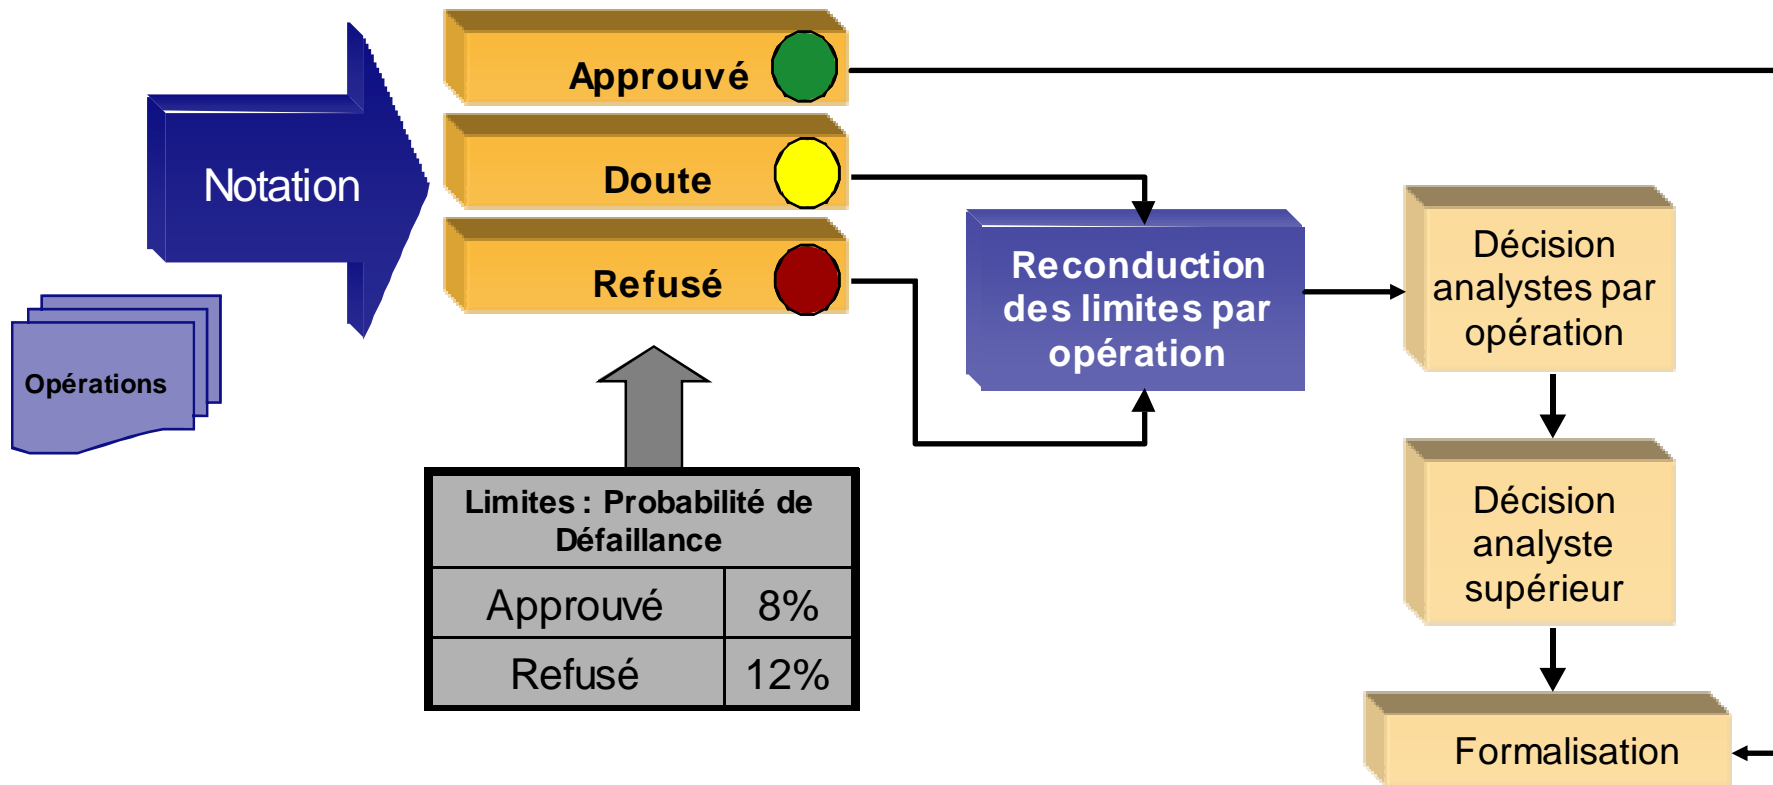 Approuvé
Notation
Doute
Refusé
Opérations
Reconduction
des limites par
opération
Décision
analystes par
opération
Décision
analyste
supérieur
Formalisation
Limites : Probabilité de
Défaillance
Approuvé 8%
Refusé 12%